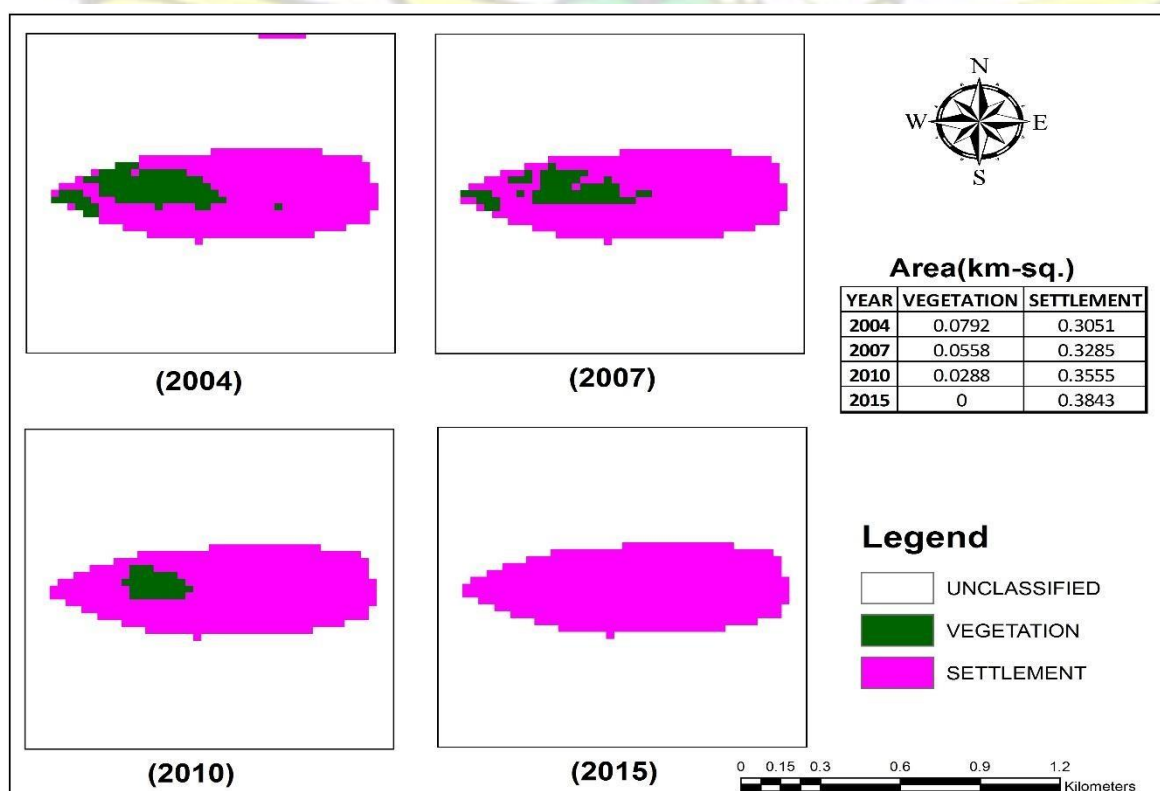 N
W E
S
Area(km-sq.)
YEAR VEGETATION SETTLEMENT
2004 0.0792 0.3051
2007 0.0558 0.3285
2010 0.0288 0.3555
2015 0 0.3843
(2004) (2007)
Legend
UNCLASSIFIED
VEGETATION
SETTLEMENT
(2010) (2015)
0 0.15 0.3 0.6 0.9 1.2
Kilometers